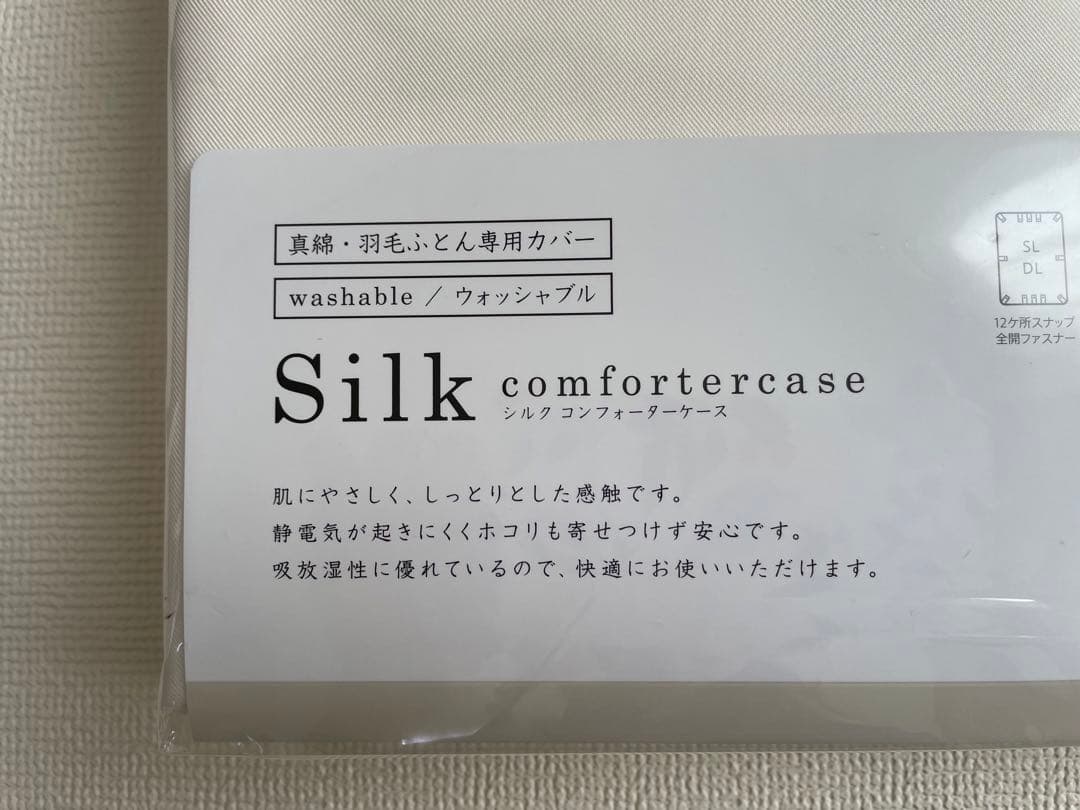 真綿・羽毛ふとん専用カバー
washable / ウォッシャブル
Silk comfortercase
シルク コンフォーターケース
肌にやさしく、しっとりとした感触です。
静電気が起きにくくホコリも寄せつけず安心です。
吸放湿性に優れているので、快適にお使いいただけます。
SL
DL
12ケ所スナップ
全開ファスナー